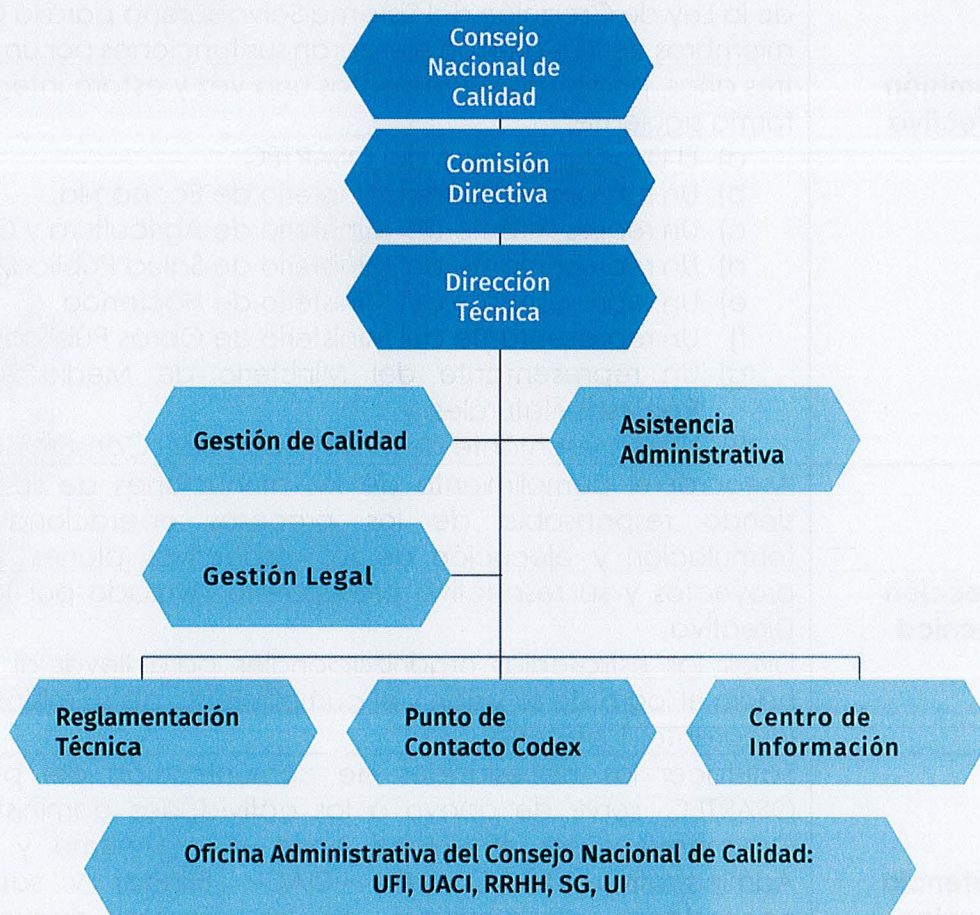 Consejo
Nacional de
Calidad
Comisión
Directiva
Dirección
Técnica
Gestión de Calidad
Asistencia
Administrativa
Gestión Legal
Reglamentación
Técnica
Punto de
Contacto Codex
Centro de
Información
Oficina Administrativa del Consejo Nacional de Calidad:
UFI, UACI, RRHH, SG, UI